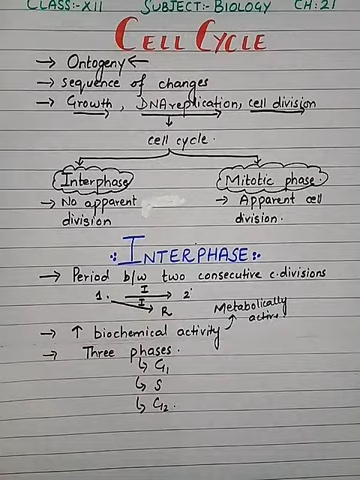 CLASS:-XII SUBJECT:- BIOLOGY CH:21
CELL CYCLE
→ Ontogeny ←
→ sequence of changes
→ Growth, DNA replication, cell division
cell cycle.
Interphase
Mitotic phase.
→ No apparent division
→ Apparent cell division.
INTERPHASE
→ Period b/w two consecutive c.divisions
1. I 2'
I R
→ ↑ biochemical activity
Metabolically active
→ Three phases.
↳ G1
↳ S
↳ G2.